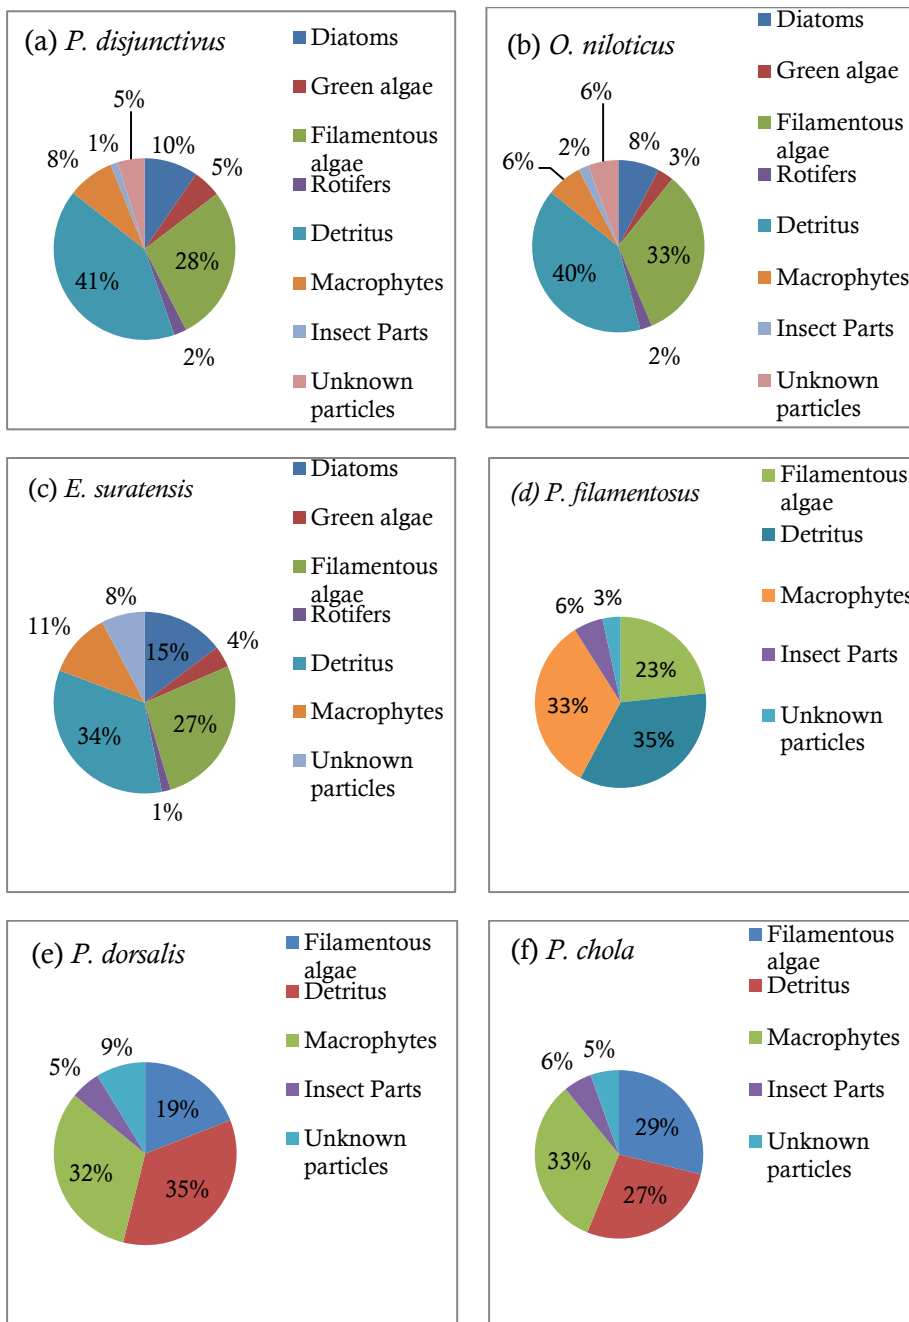 (a) P. disjunctivus
Diatoms
Green algae
Filamentous
algae
Rotifers
Detritus
Macrophytes
Insect Parts
Unknown
particles
5%
1%
10%
8%
5%
28%
41%
2%
(b) O. niloticus
Diatoms
Green algae
Filamentous
algae
Rotifers
Detritus
Macrophytes
Insect Parts
Unknown
particles
6%
2%
8%
3%
6%
33%
40%
2%
(c) E. suratensis
Diatoms
Green algae
Filamentous
algae
Rotifers
Detritus
Macrophytes
Unknown
particles
8%
11%
15%
4%
27%
34%
1%
(d) P. filamentosus
Filamentous
algae
Detritus
Macrophytes
Insect Parts
Unknown
particles
3%
6%
23%
33%
35%
(e) P. dorsalis
Filamentous
algae
Detritus
Macrophytes
Insect Parts
Unknown
particles
9%
5%
19%
32%
35%
(f) P. chola
Filamentous
algae
Detritus
Macrophytes
Insect Parts
Unknown
particles
5%
6%
29%
33%
27%